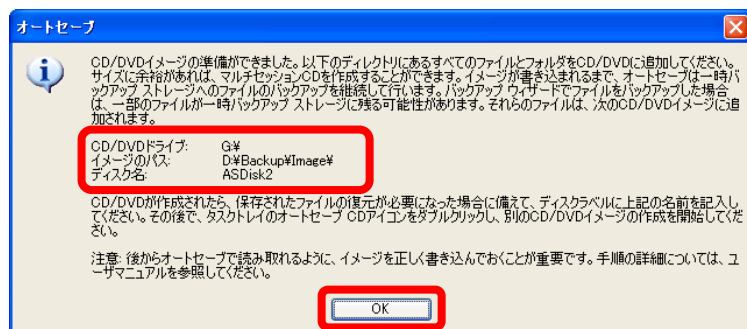 オートセーブ
CD/DVDイメージの準備ができました。以下のディレクトリにあるすべてのファイルとフォルダをCD/DVDに追加してください。
サイズに余裕があれば、マルチセッションCDを作成することができます。イメージが書き込まれるまで、オートセーブは一時バ
ックアップ ストレージへのファイルのバックアップを継続して行います。バックアップ ウィザードでファイルをバックアップした場合
は、一部のファイルが一時バックアップ ストレージに残る可能性があります。それらのファイルは、次のCD/DVDイメージに追
加されます。
CD/DVDドライブ: G:¥
イメージのパス: D:¥Backup¥Image¥
ディスク名: ASDisk2
CD/DVDが作成されたら、保存されたファイルの復元が必要になった場合に備えて、ディスクラベルに上記の名前を記入し
てください。その後で、タスクトレイのオートセーブ CDアイコンをダブルクリックし、別のCD/DVDイメージの作成を開始してくだ
さい。
注意: 後からオートセーブで読み取れるように、イメージを正しく書き込んでおくことが重要です。手順の詳細については、ユ
ーザマニュアルを参照してください。
OK